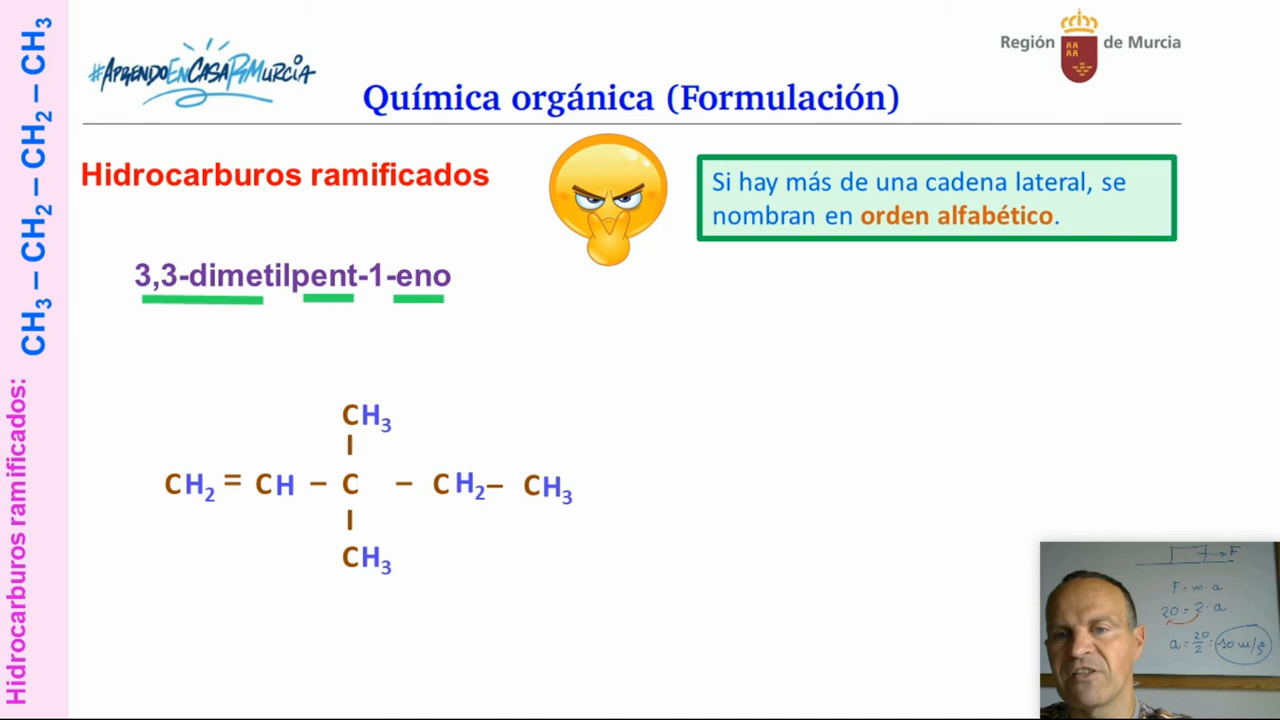 Hidrocarburos ramificados: CH₃ – CH₂ – CH₂ – CH₂ – CH₃
#AprendoEnCasaRMurcia
Región de Murcia
Química orgánica (Formulación)
Hidrocarburos ramificados
Si hay más de una cadena lateral, se
nombran en orden alfabético.
3,3-dimetilpent-1-eno
CH₃
CH₂ = CH – C – CH₂ – CH₃
CH₃
F
F = m · a
20 = 2 · a
a = 20/2 = 10 m/s²